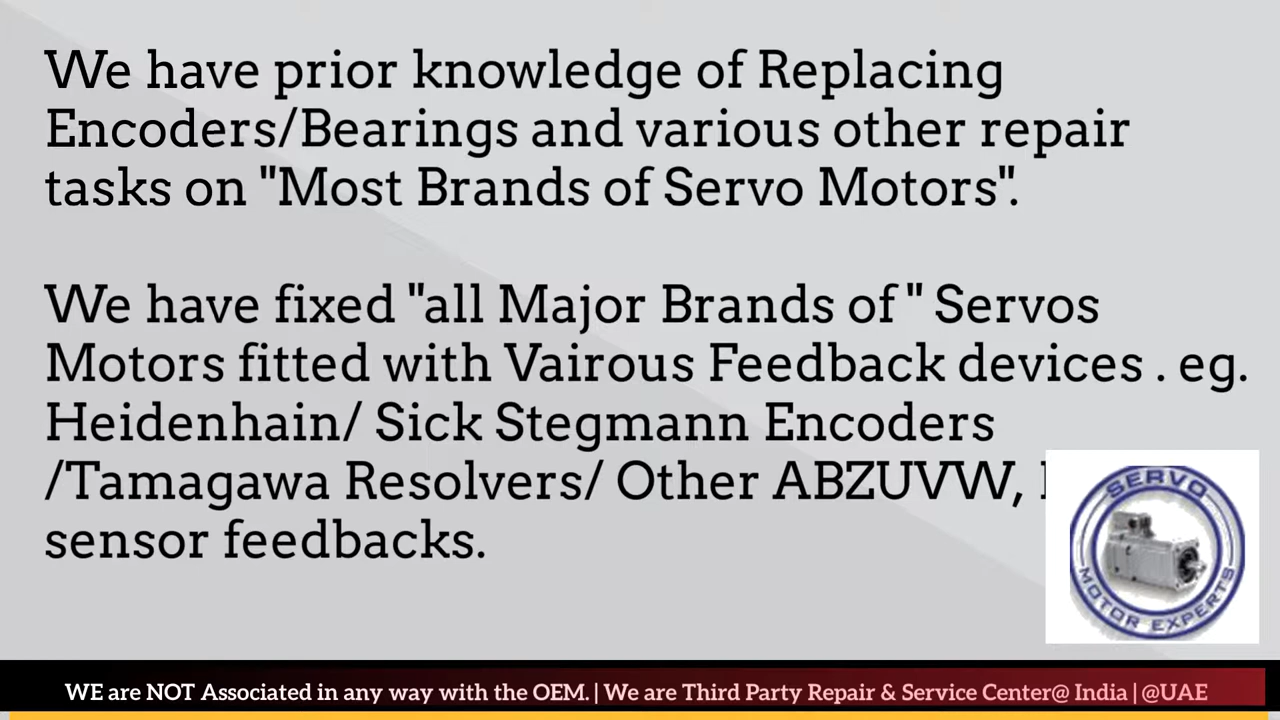 We have prior knowledge of Replacing
Encoders/Bearings and various other repair
tasks on "Most Brands of Servo Motors".
We have fixed "all Major Brands of " Servos
Motors fitted with Vairous Feedback devices . eg.
Heidenhain/ Sick Stegmann Encoders
/Tamagawa Resolvers/ Other ABZUVW,
sensor feedbacks.
SERVO
MOTOR EXPERTS
WE are NOT Associated in any way with the OEM. | We are Third Party Repair & Service Center@ India | @UAE